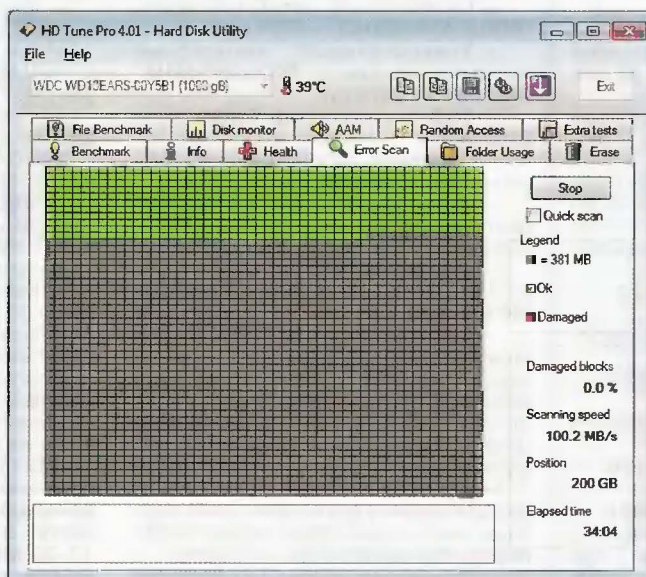 HD Tune Pro 4.01 - Hard Disk Utility
File Help
39°C
Exit
File Benchmark Disk monitor AAM Random Access Extra tests
Benchmark Info Health Error Scan Folder Usage Erase
Stop
Quick scan
Legend
= 381 MB
Ok
Damaged
Damaged blocks
0.0 %
Scanning speed
100.2 MB/s
Position
200 GB
Elapsed time
34:04